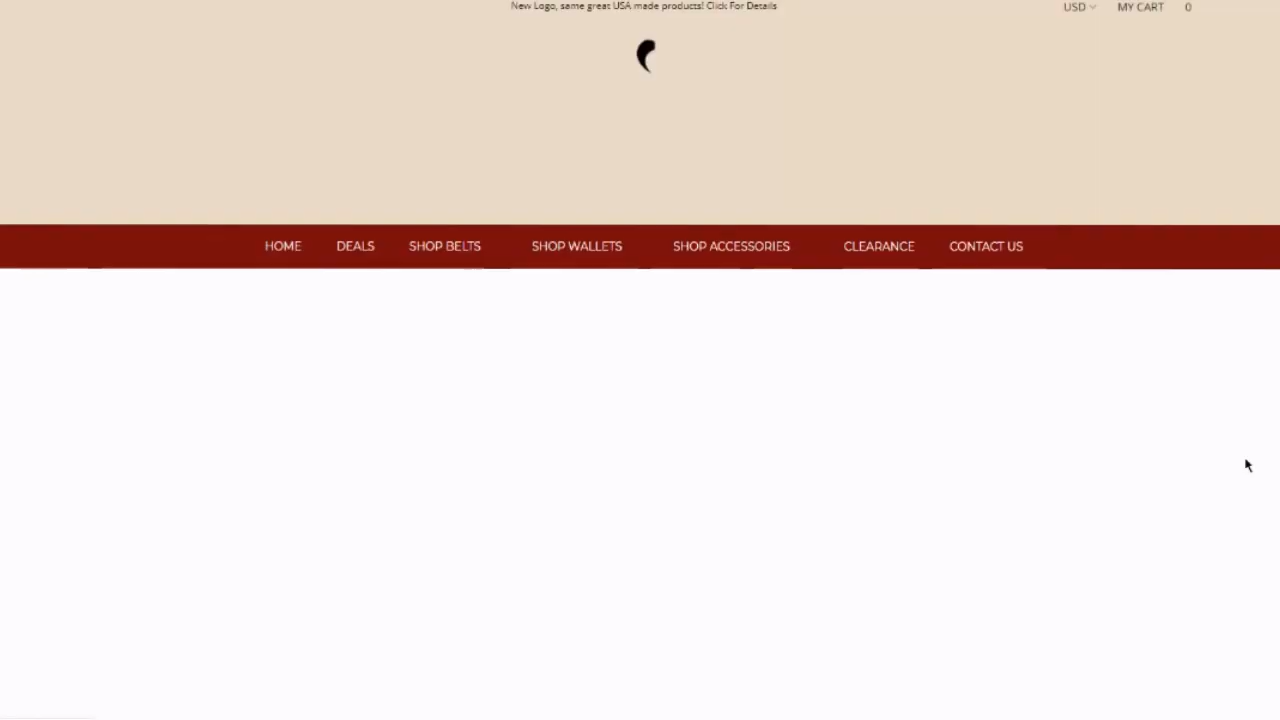 New Logo, same great USA made products! Click For Details
USD MY CART 0
HOME DEALS SHOP BELTS SHOP WALLETS SHOP ACCESSORIES CLEARANCE CONTACT US